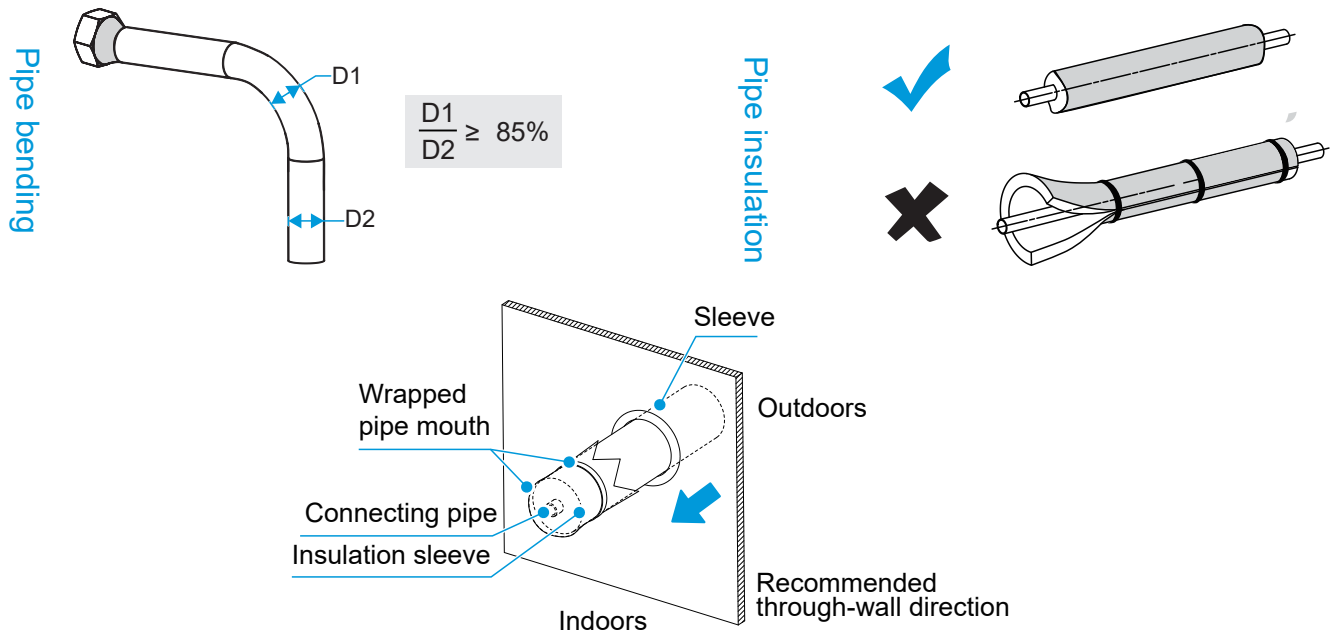 Pipe bending
D1
D1
D2
≥ 85%
D2
Pipe insulation
Sleeve
Wrapped
pipe mouth
Outdoors
Connecting pipe
Insulation sleeve
Recommended
through-wall direction
Indoors